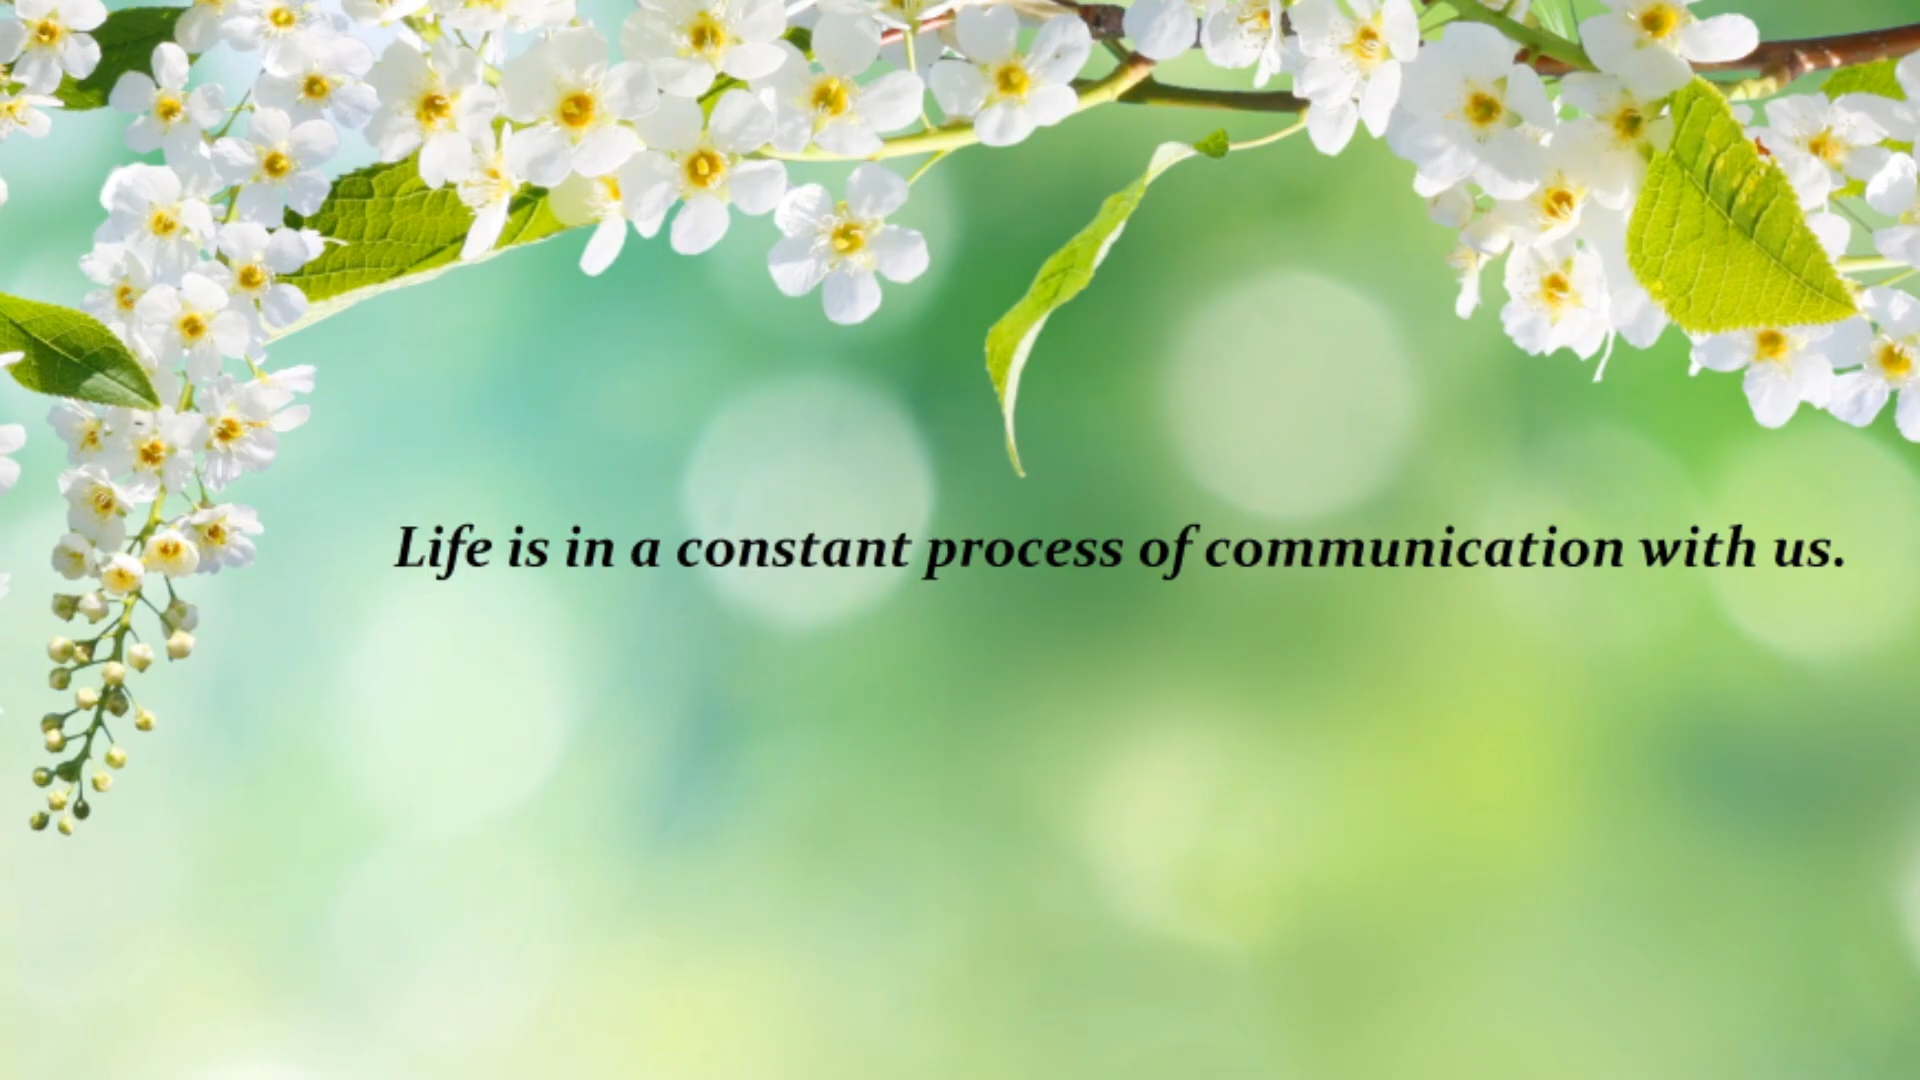 Life is in a constant process of communication with us.